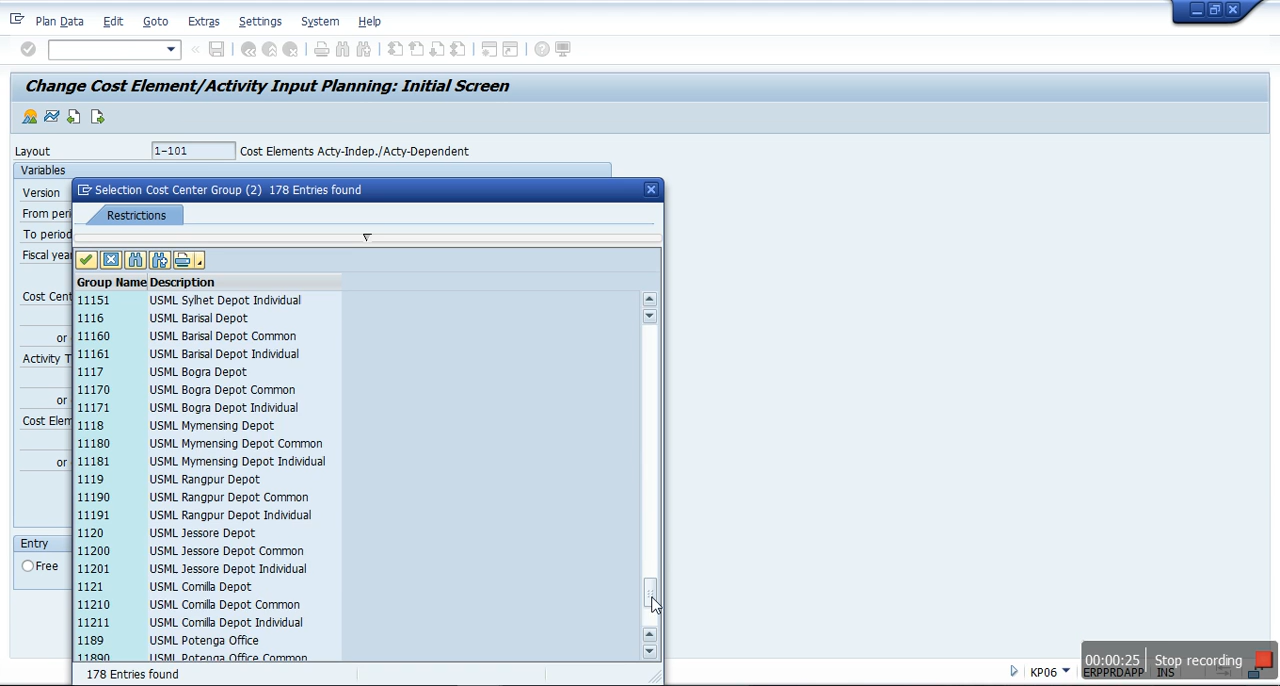 Plan Data Edit Goto Extras Settings System Help
Change Cost Element/Activity Input Planning: Initial Screen
Layout 1-101 Cost Elements Acty-Indep./Acty-Dependent
Variables
Version
From peri
To period
Fiscal yea
Cost Cent
or
Activity T
or
Cost Elem
or
Entry
Free
Selection Cost Center Group (2) 178 Entries found
Restrictions
Group Name Description
11151 USML Sylhet Depot Individual
1116 USML Barisal Depot
11160 USML Barisal Depot Common
11161 USML Barisal Depot Individual
1117 USML Bogra Depot
11170 USML Bogra Depot Common
11171 USML Bogra Depot Individual
1118 USML Mymensing Depot
11180 USML Mymensing Depot Common
11181 USML Mymensing Depot Individual
1119 USML Rangpur Depot
11190 USML Rangpur Depot Common
11191 USML Rangpur Depot Individual
1120 USML Jessore Depot
11200 USML Jessore Depot Common
11201 USML Jessore Depot Individual
1121 USML Comilla Depot
11210 USML Comilla Depot Common
11211 USML Comilla Depot Individual
1189 USML Potenga Office
11890 USML Potenga Office Common
178 Entries found
00:00:25 Stop recording
KP06 ERPPRDAPP INS